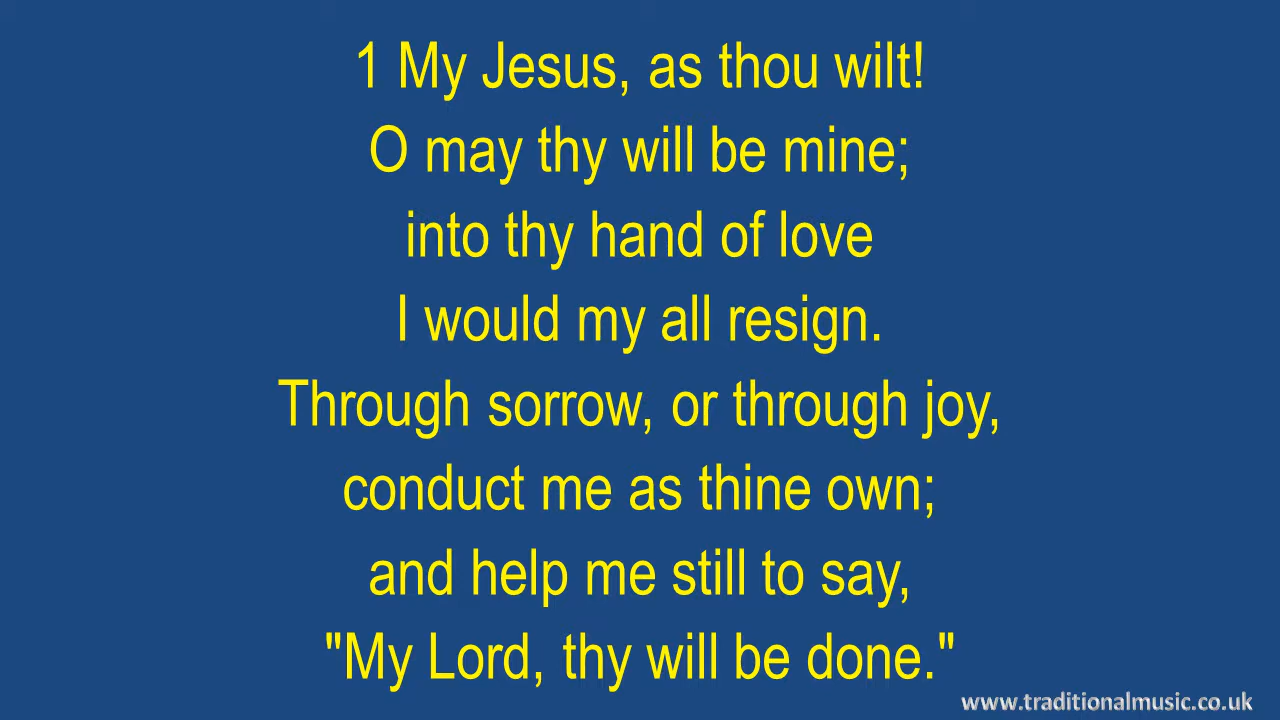 1 My Jesus, as thou wilt!
O may thy will be mine;
into thy hand of love
I would my all resign.
Through sorrow, or through joy,
conduct me as thine own;
and help me still to say,
"My Lord, thy will be done."
www.traditionalmusic.co.uk